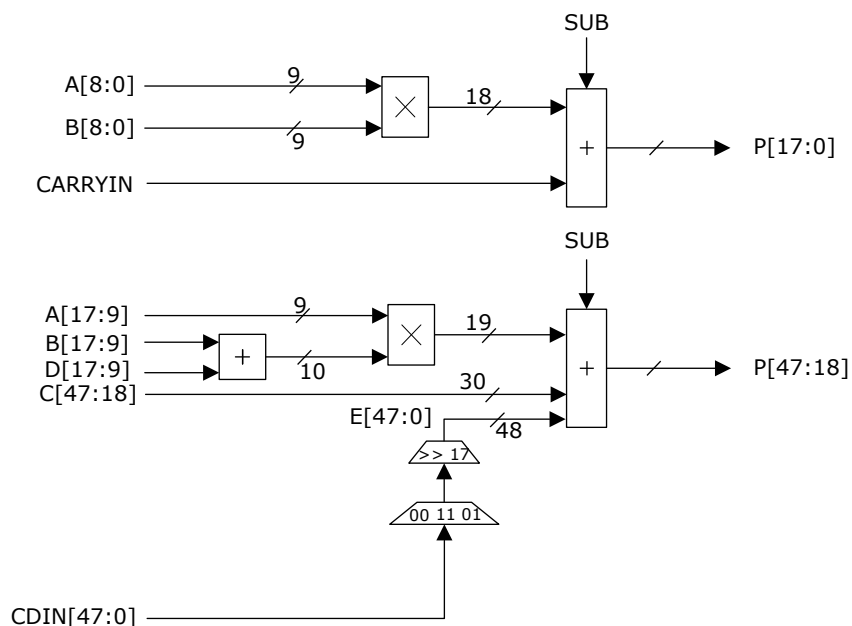 SUB
A[8:0]
9
18
B[8:0]
9
×
+
P[17:0]
CARRYIN
SUB
A[17:9]
9
B[17:9]
+
×
19
+
P[47:18]
D[17:9]
10
C[47:18]
30
E[47:0]
48
>> 17
00 11 01
CDIN[47:0]